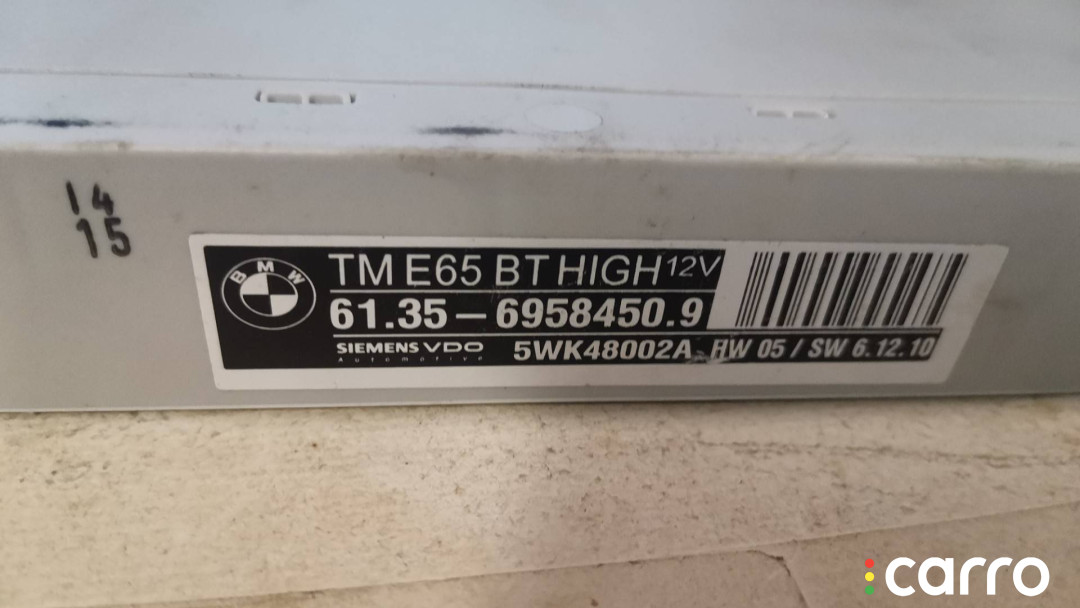 14
15
BMW
TM E65 BT HIGH 12V
61.35 – 6958450.9
SIEMENS VDO
Automotive
5WK48002A HW 05 / SW 6.12.10
carro